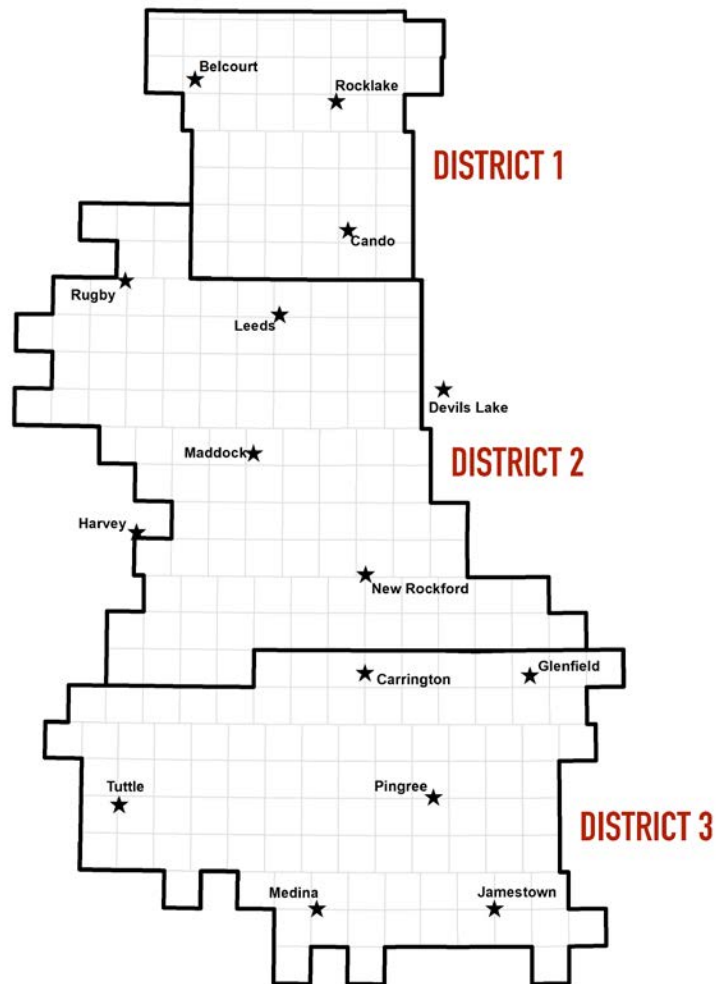 Belcourt
Rocklake
DISTRICT 1
Cando
Rugby
Leeds
Devils Lake
Maddock
DISTRICT 2
Harvey
New Rockford
Carrington
Glenfield
Tuttle
Pingree
DISTRICT 3
Medina
Jamestown